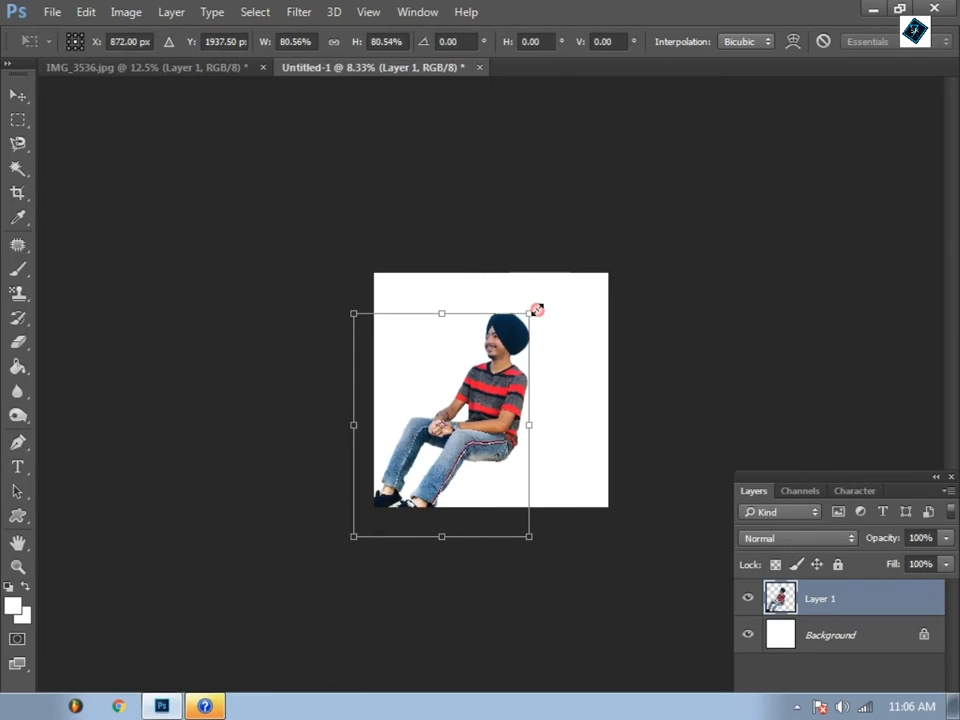 Ps File Edit Image Layer Type Select Filter 3D View Window Help
X: 872.00 px Y: 1937.50 p: W: 80.56% H: 80.54% 0.00 ° H: 0.00 ° V: 0.00 ° Interpolation: Bicubic Essentials
IMG_3536.jpg @ 12.5% (Layer 1, RGB/8) * × Untitled-1 @ 8.33% (Layer 1, RGB/8) * ×
Layers Channels Character
Kind T
Normal Opacity: 100%
Lock: Fill: 100%
Layer 1
Background
T
Ps ? 11:06 AM